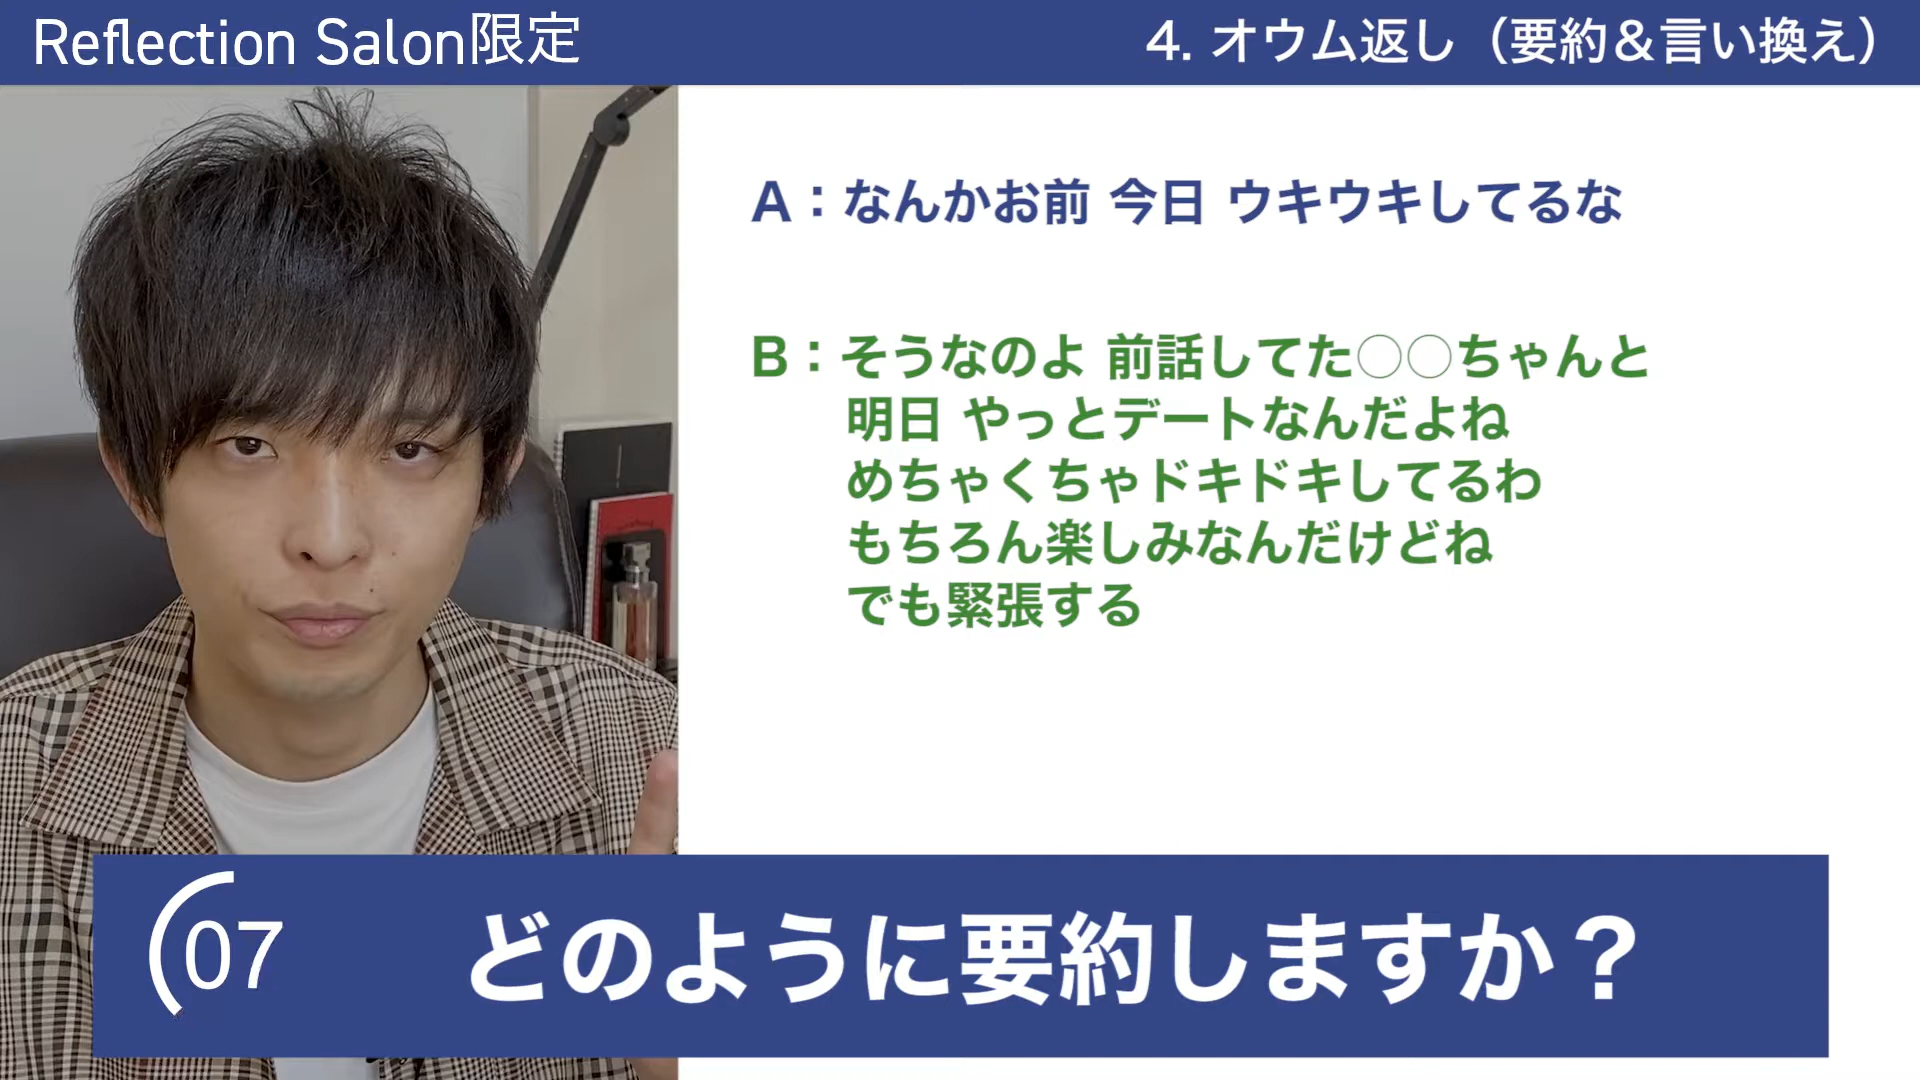 Reflection Salon限定
4. オウム返し（要約＆言い換え）
A：なんかお前 今日 ウキウキしてるな
B：そうなのよ 前話してた○○ちゃんと
明日 やっとデートなんだよね
めちゃくちゃドキドキしてるわ
もちろん楽しみなんだけどね
でも緊張する
07
どのように要約しますか？